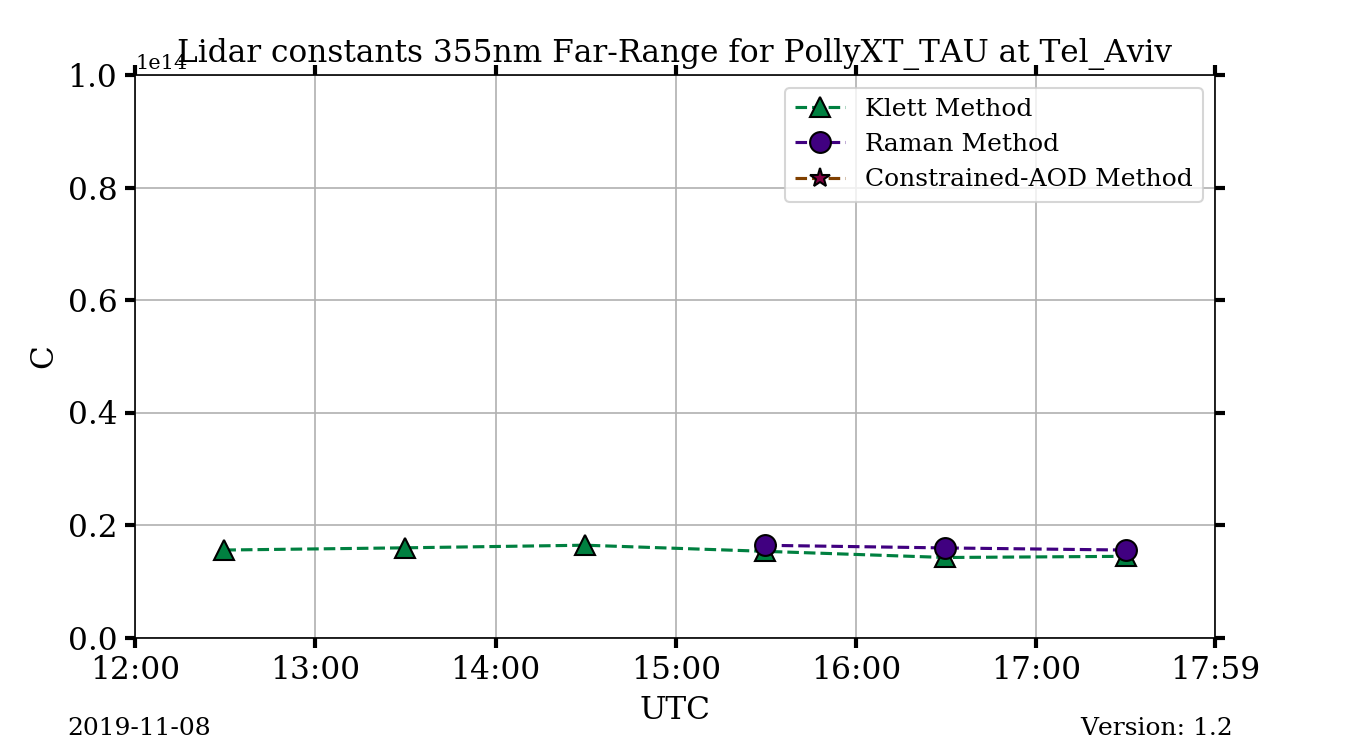 Lidar constants 355nm Far-Range for PollyXT_TAU at Tel_Aviv
1e14
1.0
0.8
0.6
0.4
0.2
0.0
C
Klett Method
Raman Method
Constrained-AOD Method
12:00 13:00 14:00 15:00 16:00 17:00 17:59
UTC
2019-11-08
Version: 1.2